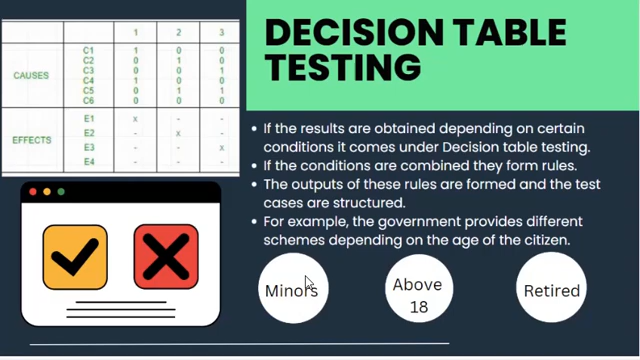 DECISION TABLE
TESTING
1 2 3
CAUSES
C1 1 0 0
C2 0 1 0
C3 0 0 1
C4 1 0 0
C5 0 1 1
C6 0 0 0
EFFECTS
E1 x - -
E2 - x -
E3 - - x
E4 - - -
• If the results are obtained depending on certain
conditions it comes under Decision table testing.
• If the conditions are combined they form rules.
• The outputs of these rules are formed and the test
cases are structured.
• For example, the government provides different
schemes depending on the age of the citizen.
Minors
Above
18
Retired